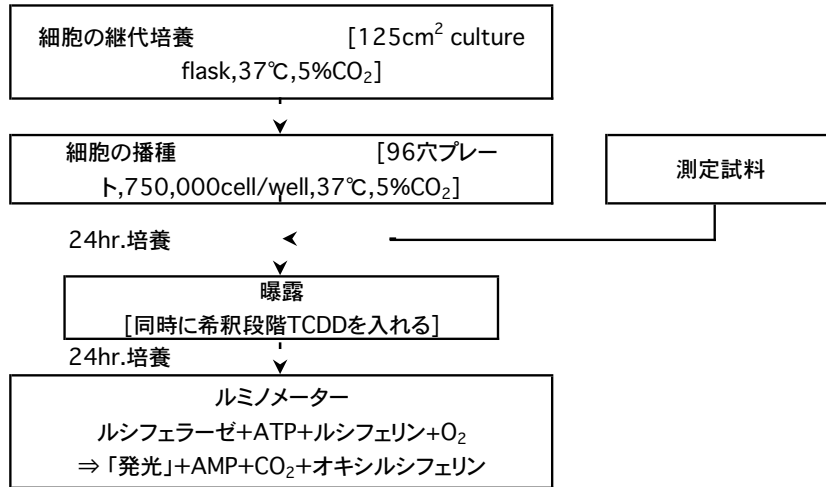 細胞の継代培養 [125cm² culture
flask,37℃,5%CO₂]
細胞の播種 [96穴プレー
ト,750,000cell/well,37℃,5%CO₂]
測定試料
24hr.培養
曝露
[同時に希釈段階TCDDを入れる]
24hr.培養
ルミノメーター
ルシフェラーゼ+ATP+ルシフェリン+O₂
⇒「発光」+AMP+CO₂+オキシルシフェリン